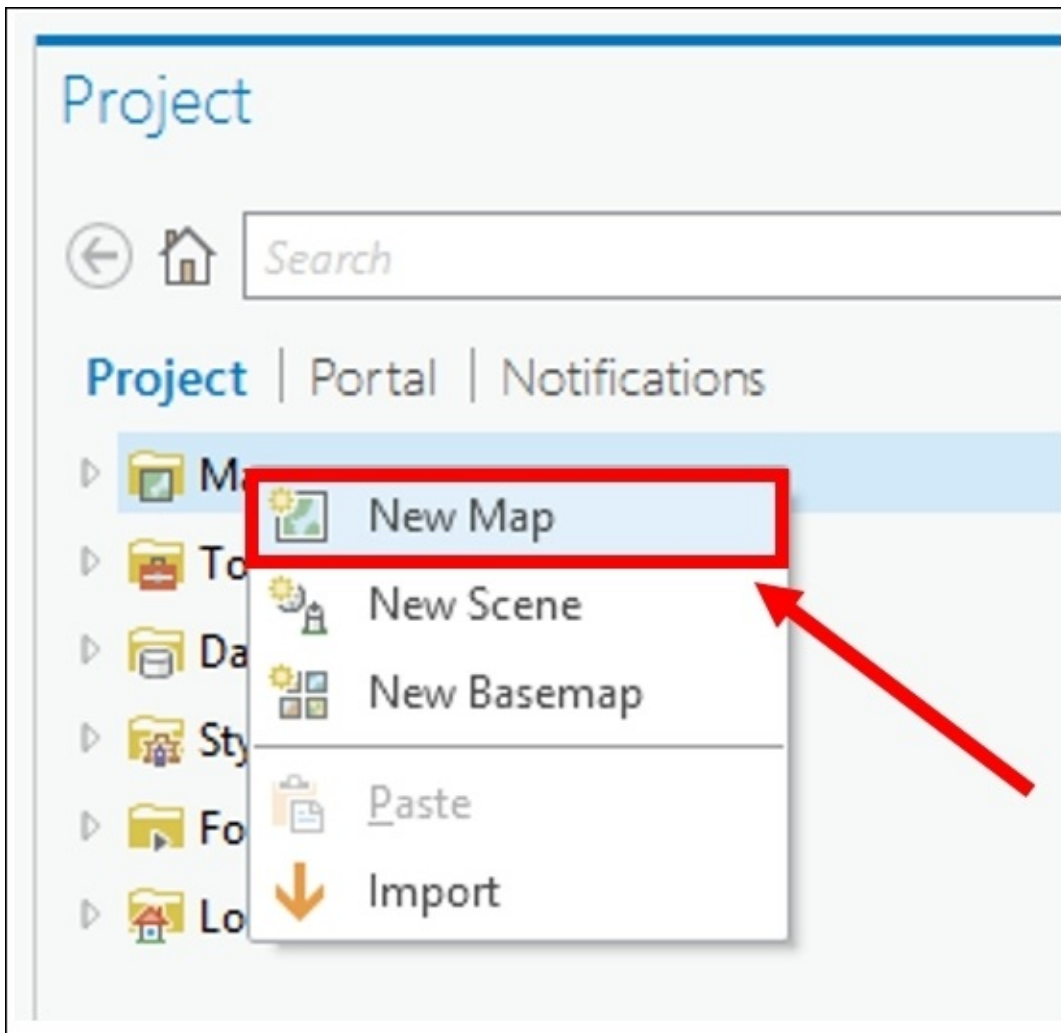 Project
Search
Project | Portal | Notifications
New Map
New Scene
New Basemap
Paste
Import